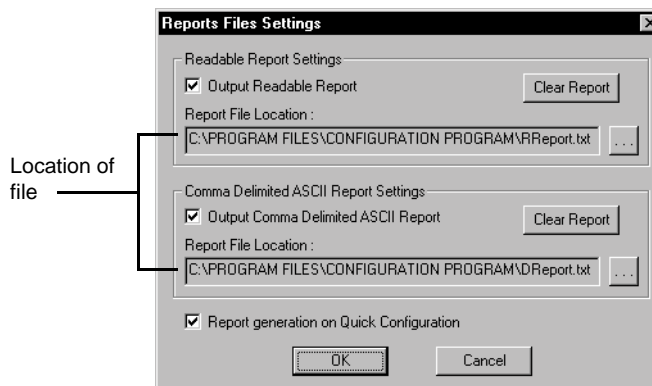 Reports Files Settings
Readable Report Settings
Output Readable Report
Clear Report
Report File Location :
C:\PROGRAM FILES\CONFIGURATION PROGRAM\RReport.txt
...
Location of
file
Comma Delimited ASCII Report Settings
Output Comma Delimited ASCII Report
Clear Report
Report File Location :
C:\PROGRAM FILES\CONFIGURATION PROGRAM\DReport.txt
...
Report generation on Quick Configuration
OK
Cancel